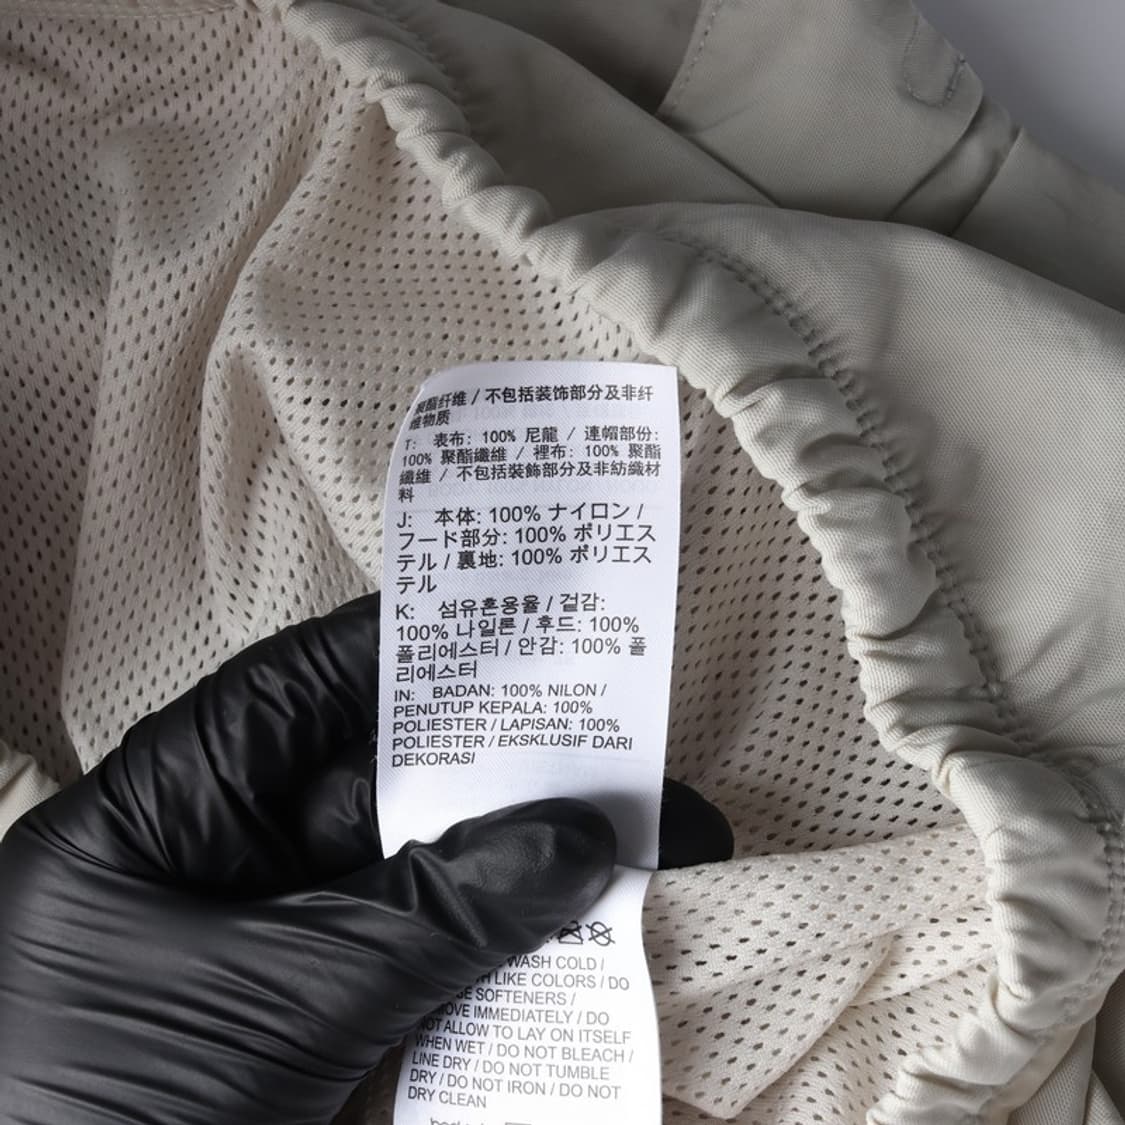 聚酯纤维 / 不包括装饰部分及非纤
维物质
T: 表布: 100% 尼龍 / 連帽部份:
100% 聚酯纖維 / 裡布: 100% 聚酯
纖維 / 不包括裝飾部分及非紡織材
料
J: 本体: 100% ナイロン /
フード部分: 100% ポリエス
テル / 裏地: 100% ポリエス
テル
K: 섬유혼용율 / 겉감:
100% 나일론 / 후드: 100%
폴리에스터 / 안감: 100% 폴
리에스터
IN: BADAN: 100% NILON /
PENUTUP KEPALA: 100%
POLIESTER / LAPISAN: 100%
POLIESTER / EKSKLUSIF DARI
DEKORASI
WASH COLD /
LIKE COLORS / DO
SOFTENERS /
IMMEDIATELY / DO
NOT ALLOW TO LAY ON ITSELF
WHEN WET / DO NOT BLEACH /
LINE DRY / DO NOT TUMBLE
DRY / DO NOT IRON / DO NOT
DRY CLEAN